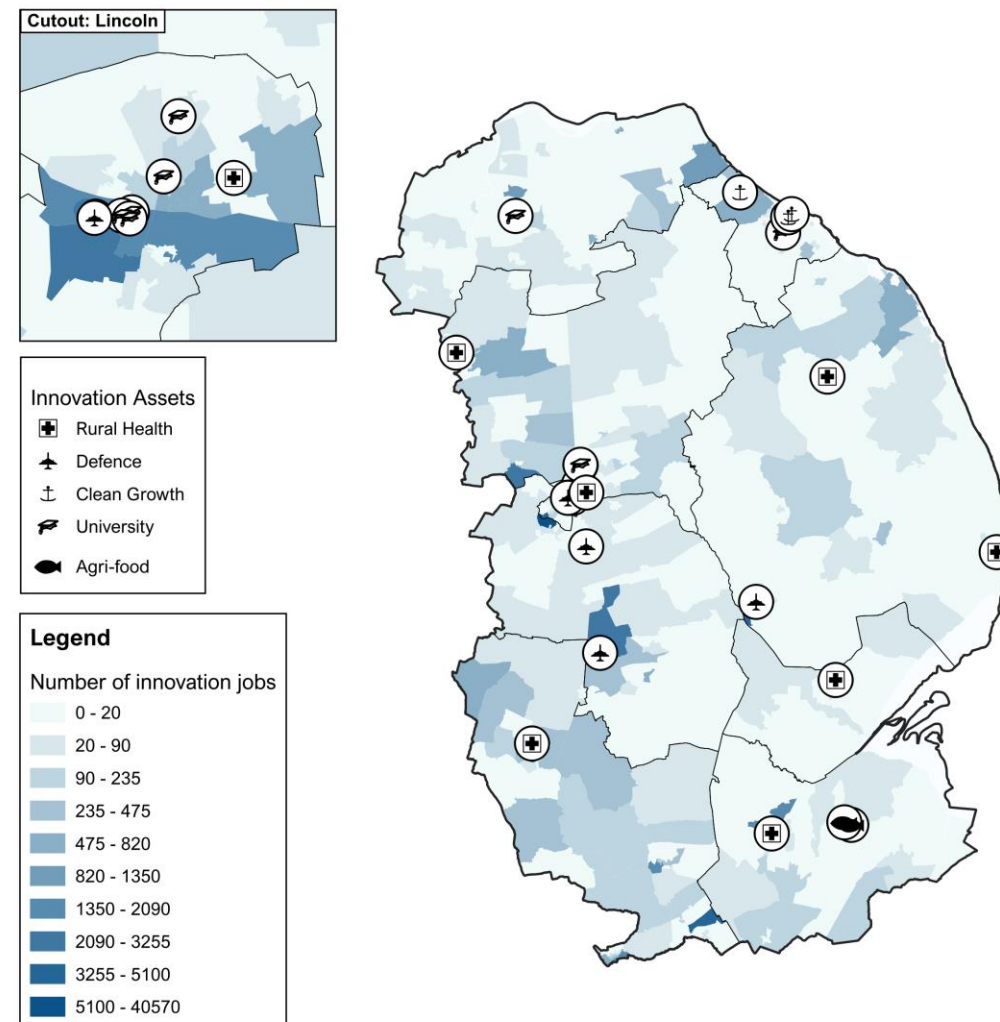 Cutout: Lincoln
Innovation Assets
Rural Health
Defence
Clean Growth
University
Agri-food
Legend
Number of innovation jobs
0 - 20
20 - 90
90 - 235
235 - 475
475 - 820
820 - 1350
1350 - 2090
2090 - 3255
3255 - 5100
5100 - 40570